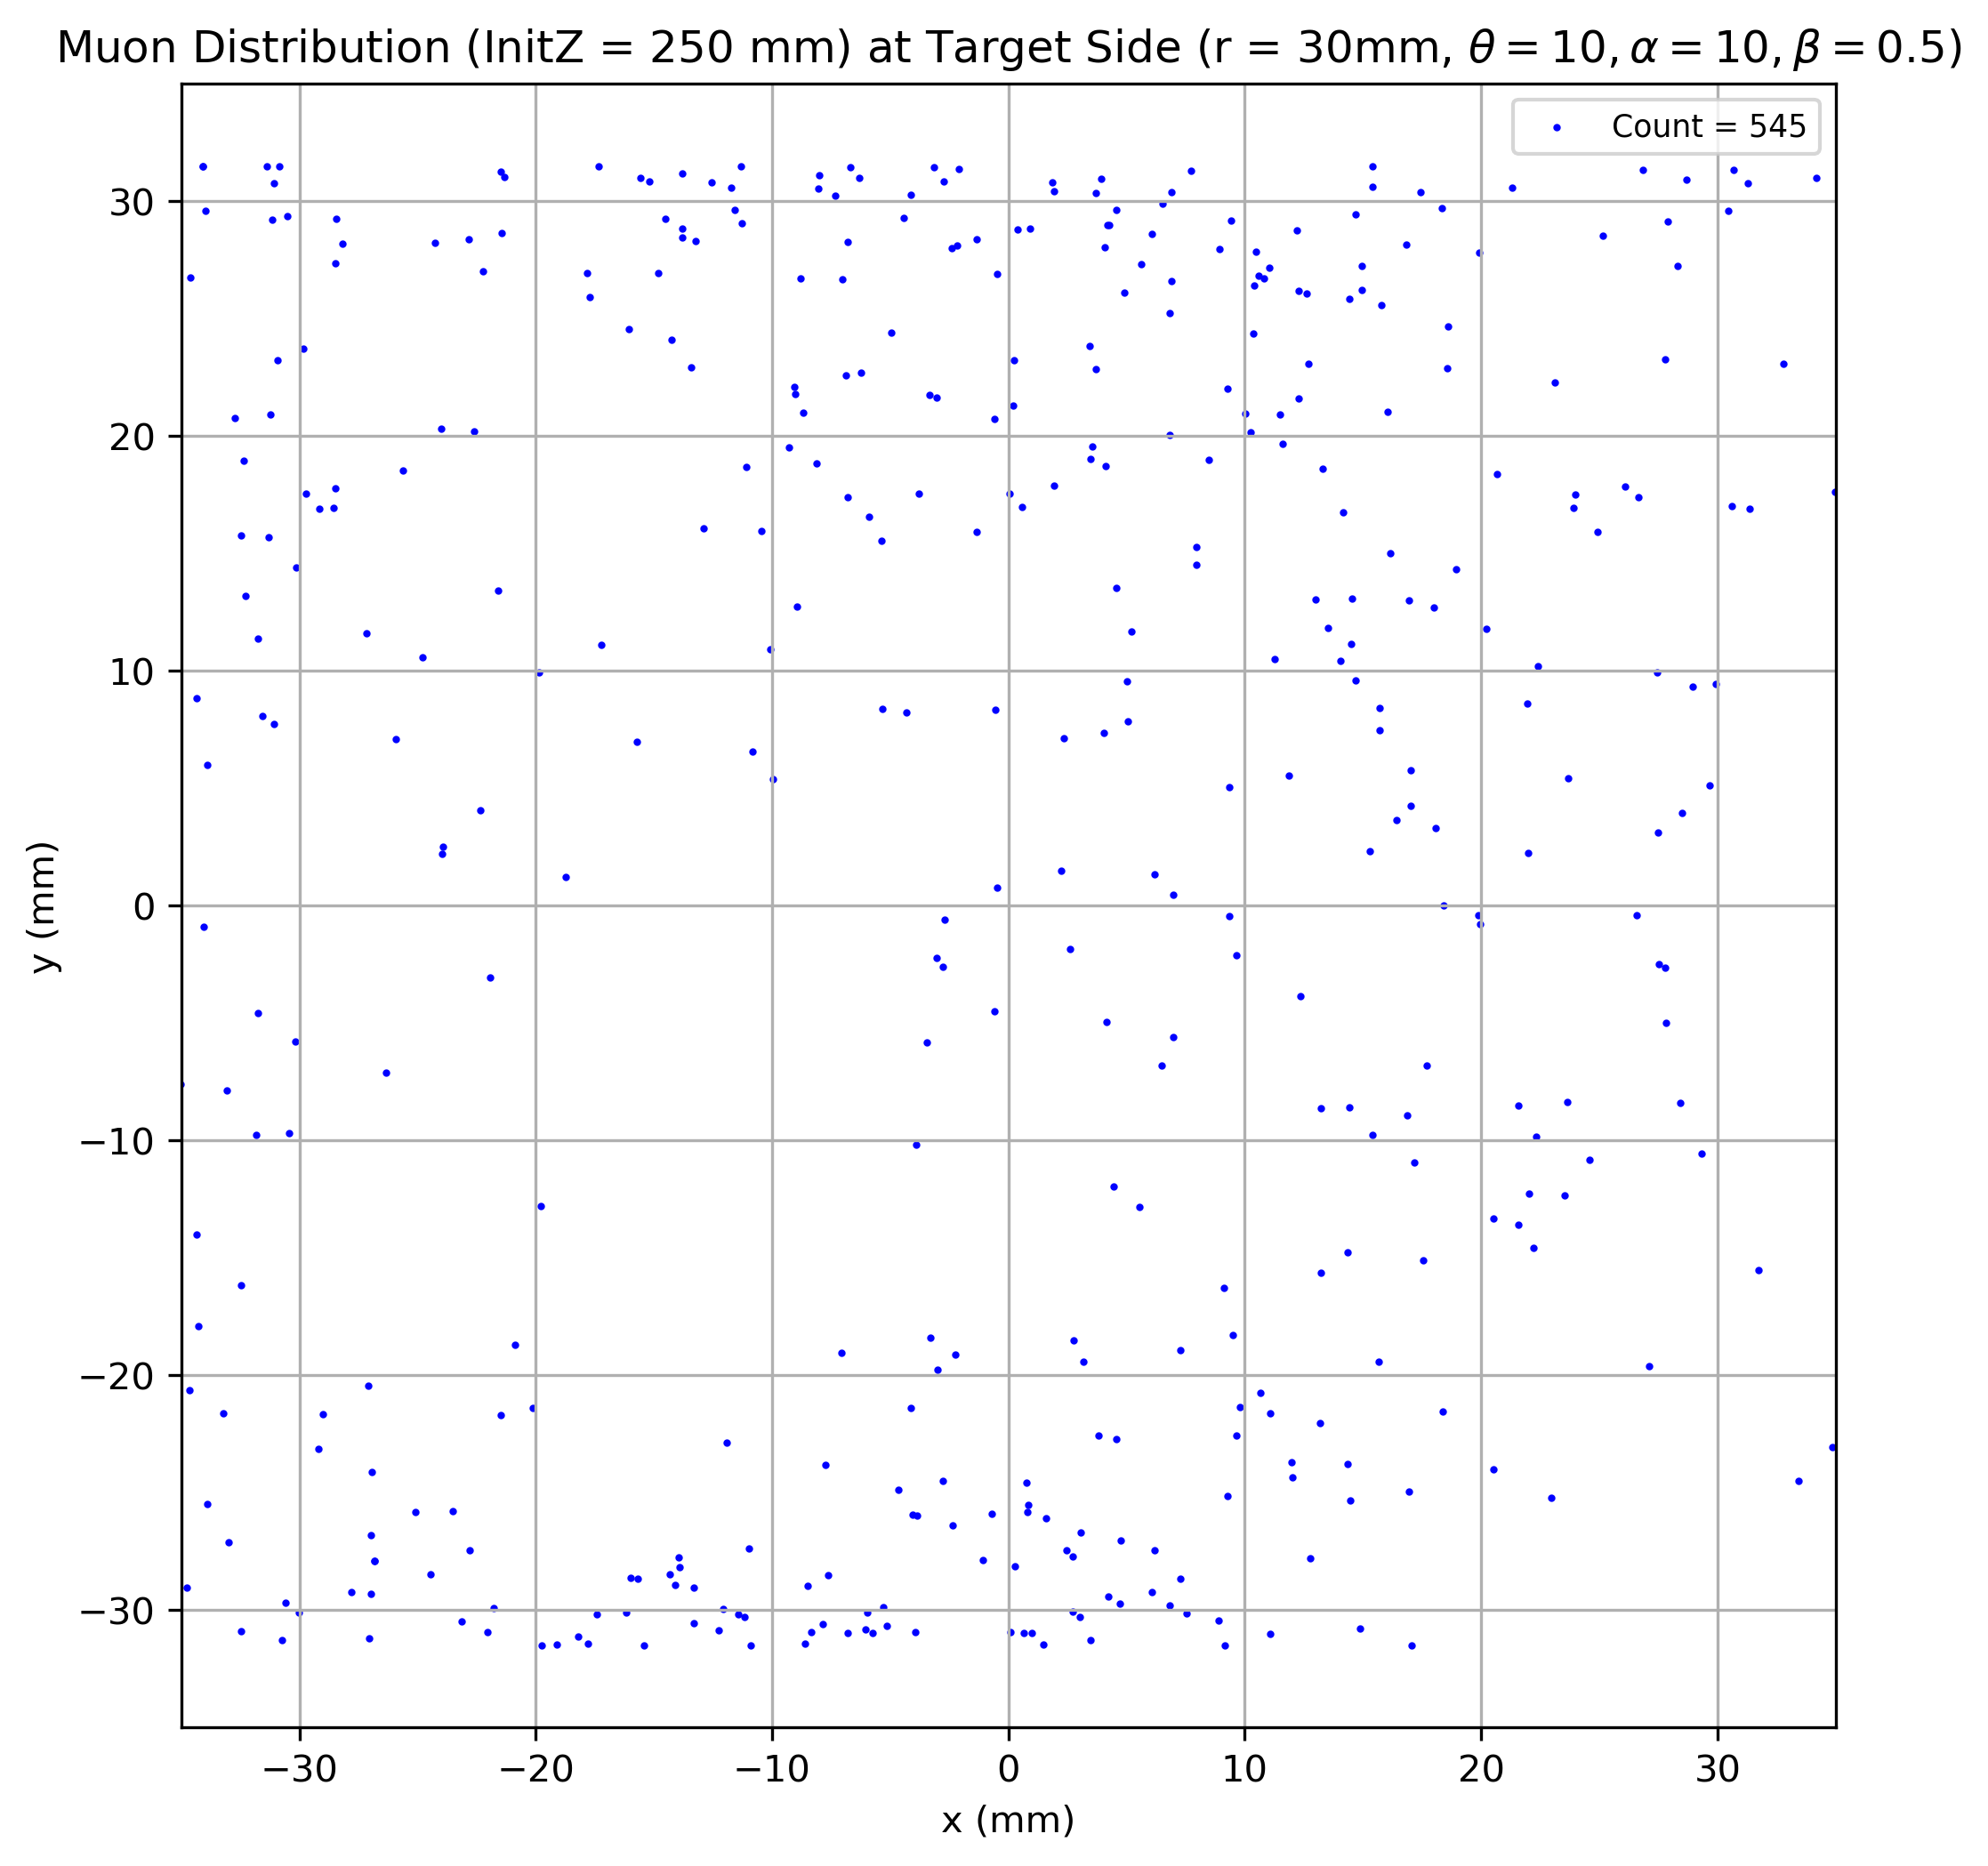 Muon Distribution (InitZ = 250 mm) at Target Side (r = 30mm, θ = 10, α = 10, β = 0.5)
Count = 545
30
20
10
0
−10
−20
−30
y (mm)
−30 −20 −10 0 10 20 30
x (mm)